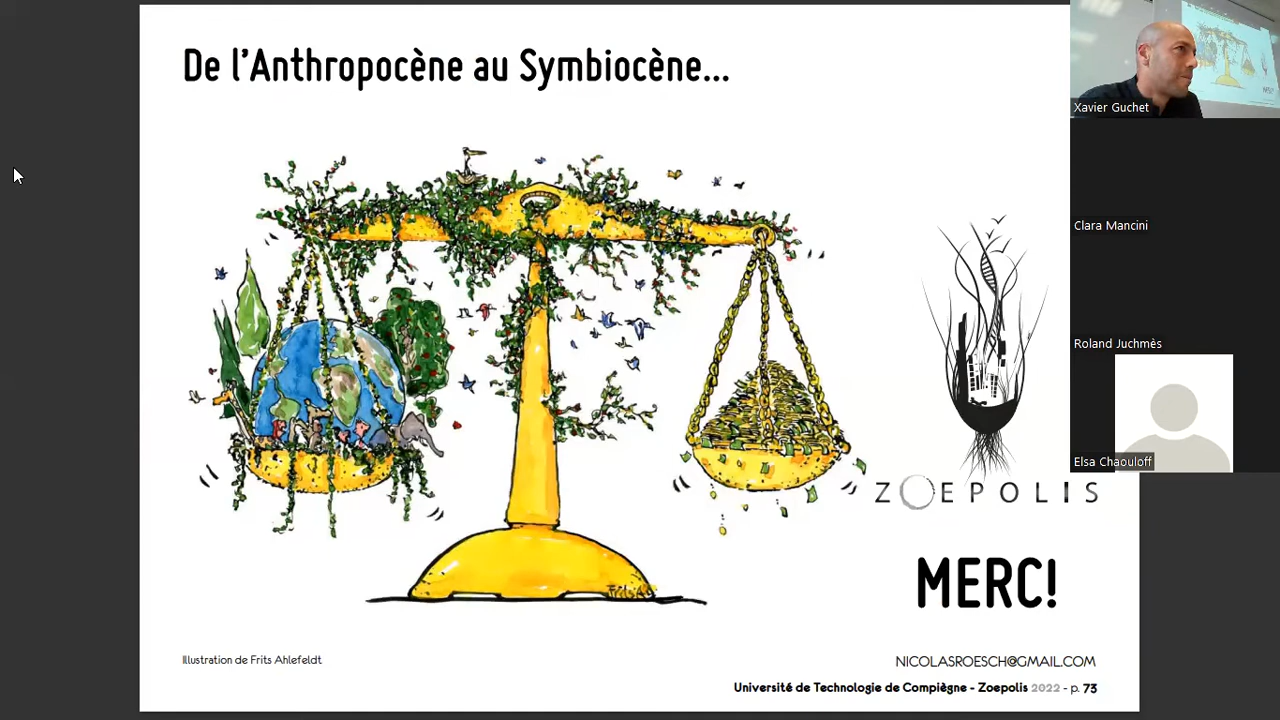 De l'Anthropocène au Symbiocène...
Xavier Guchet
Clara Mancini
Roland Juchmès
Elsa Chaouloff
ZOEPOLIS
MERC!
Illustration de Frits Ahlefeldt
NICOLASROESCH@GMAIL.COM
Université de Technologie de Compiègne - Zoepolis 2022 - p. 73